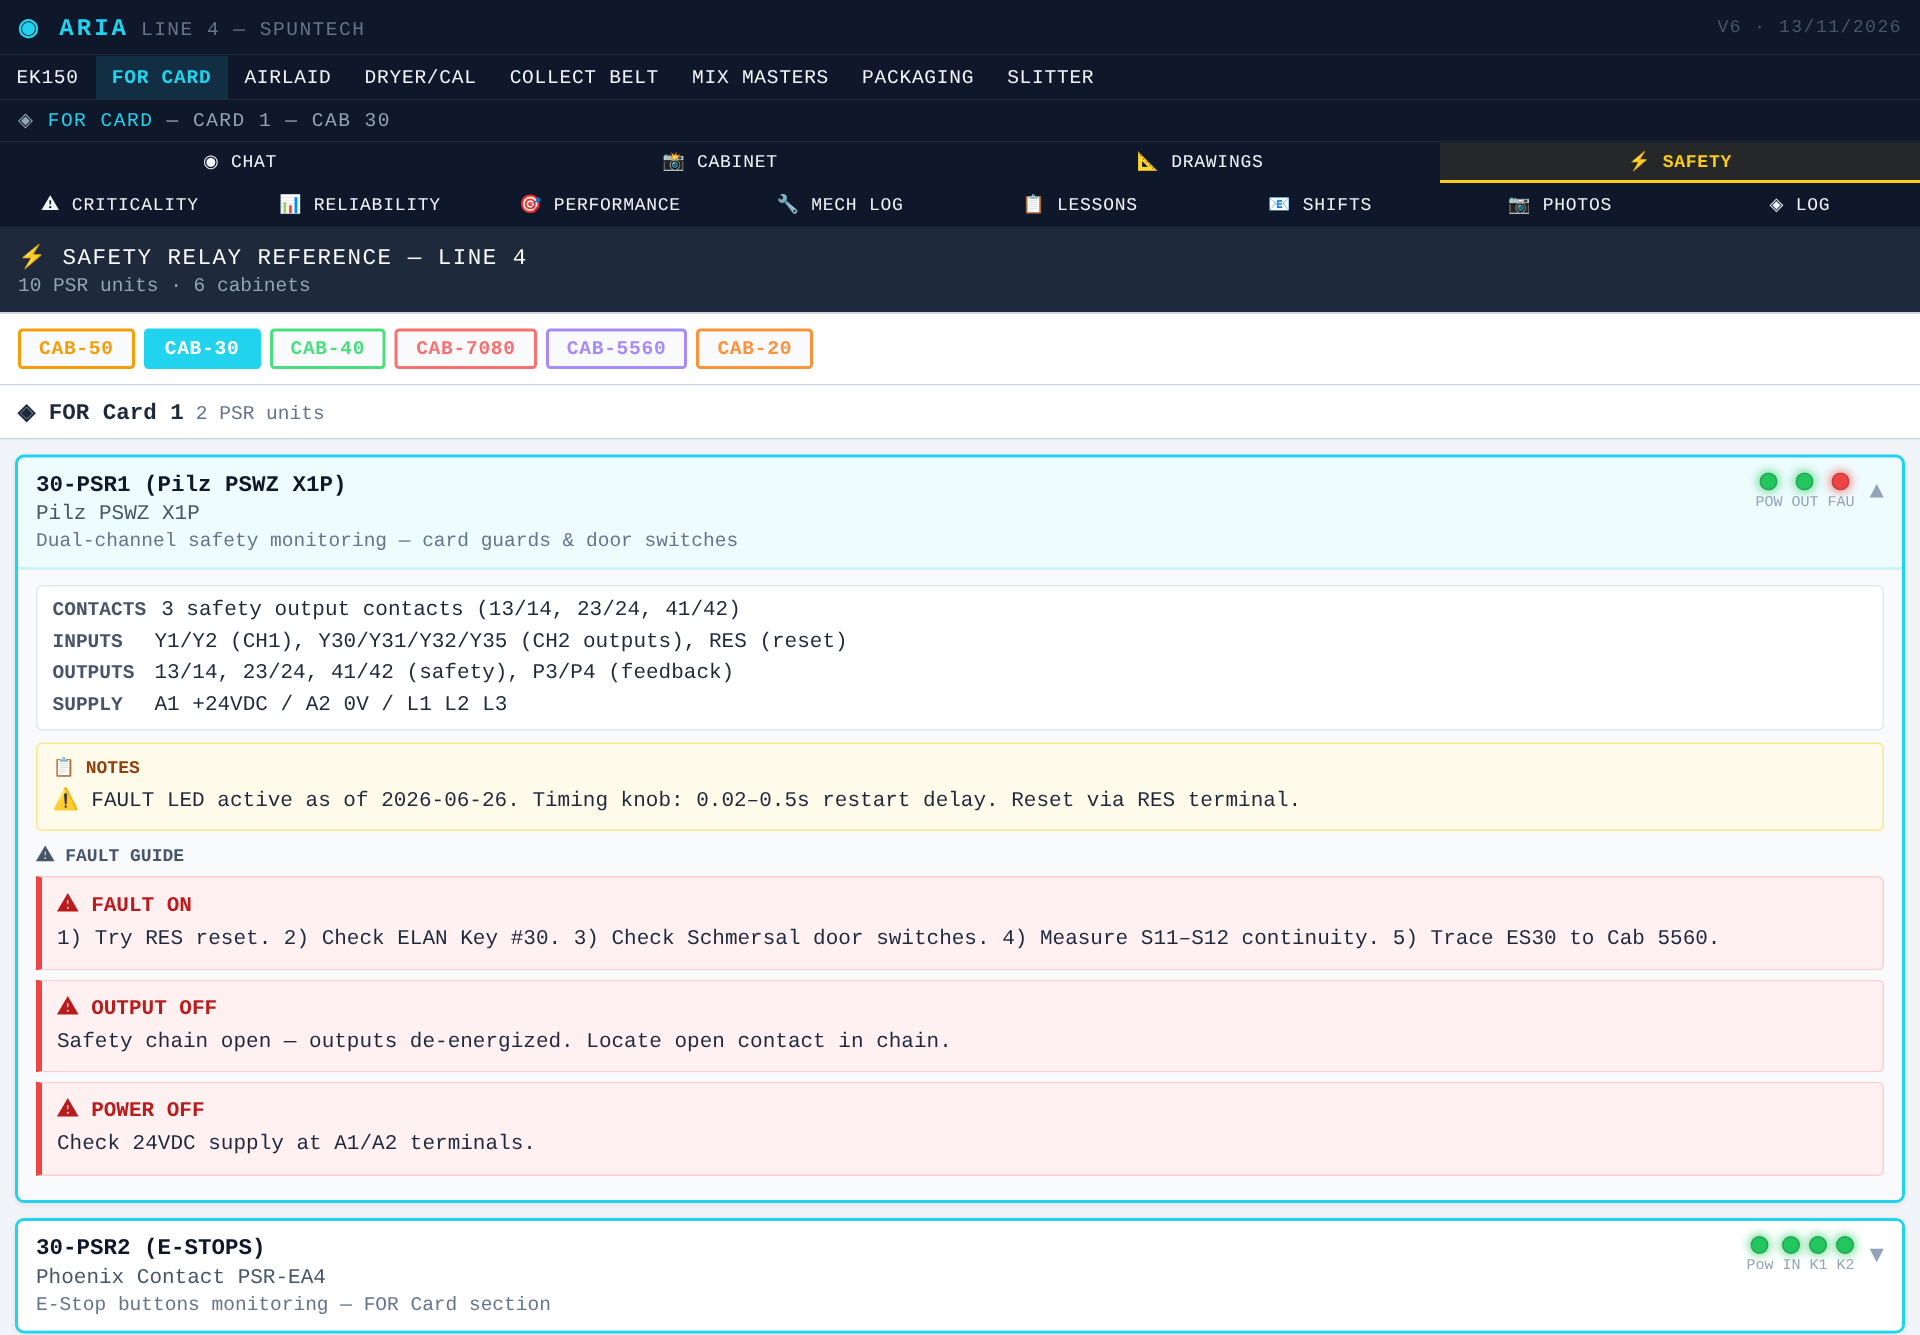 ◉ ARIA LINE 4 — SPUNTECH
V6 · 13/11/2026
EK150 FOR CARD AIRLAID DRYER/CAL COLLECT BELT MIX MASTERS PACKAGING SLITTER
◈ FOR CARD — CARD 1 — CAB 30
◉ CHAT 📸 CABINET 📐 DRAWINGS ⚡ SAFETY
⚠ CRITICALITY 📊 RELIABILITY 🎯 PERFORMANCE 🔧 MECH LOG 📋 LESSONS 📧 SHIFTS 📷 PHOTOS ◈ LOG
⚡ SAFETY RELAY REFERENCE — LINE 4
10 PSR units · 6 cabinets
CAB-50 CAB-30 CAB-40 CAB-7080 CAB-5560 CAB-20
◈ FOR Card 1 2 PSR units
30-PSR1 (Pilz PSWZ X1P)
POW OUT FAU ▲
Pilz PSWZ X1P
Dual-channel safety monitoring — card guards & door switches
CONTACTS 3 safety output contacts (13/14, 23/24, 41/42)
INPUTS Y1/Y2 (CH1), Y30/Y31/Y32/Y35 (CH2 outputs), RES (reset)
OUTPUTS 13/14, 23/24, 41/42 (safety), P3/P4 (feedback)
SUPPLY A1 +24VDC / A2 0V / L1 L2 L3
📋 NOTES
⚠️ FAULT LED active as of 2026-06-26. Timing knob: 0.02–0.5s restart delay. Reset via RES terminal.
⚠ FAULT GUIDE
⚠ FAULT ON
1) Try RES reset. 2) Check ELAN Key #30. 3) Check Schmersal door switches. 4) Measure S11–S12 continuity. 5) Trace ES30 to Cab 5560.
⚠ OUTPUT OFF
Safety chain open — outputs de-energized. Locate open contact in chain.
⚠ POWER OFF
Check 24VDC supply at A1/A2 terminals.
30-PSR2 (E-STOPS)
Pow IN K1 K2 ▼
Phoenix Contact PSR-EA4
E-Stop buttons monitoring — FOR Card section